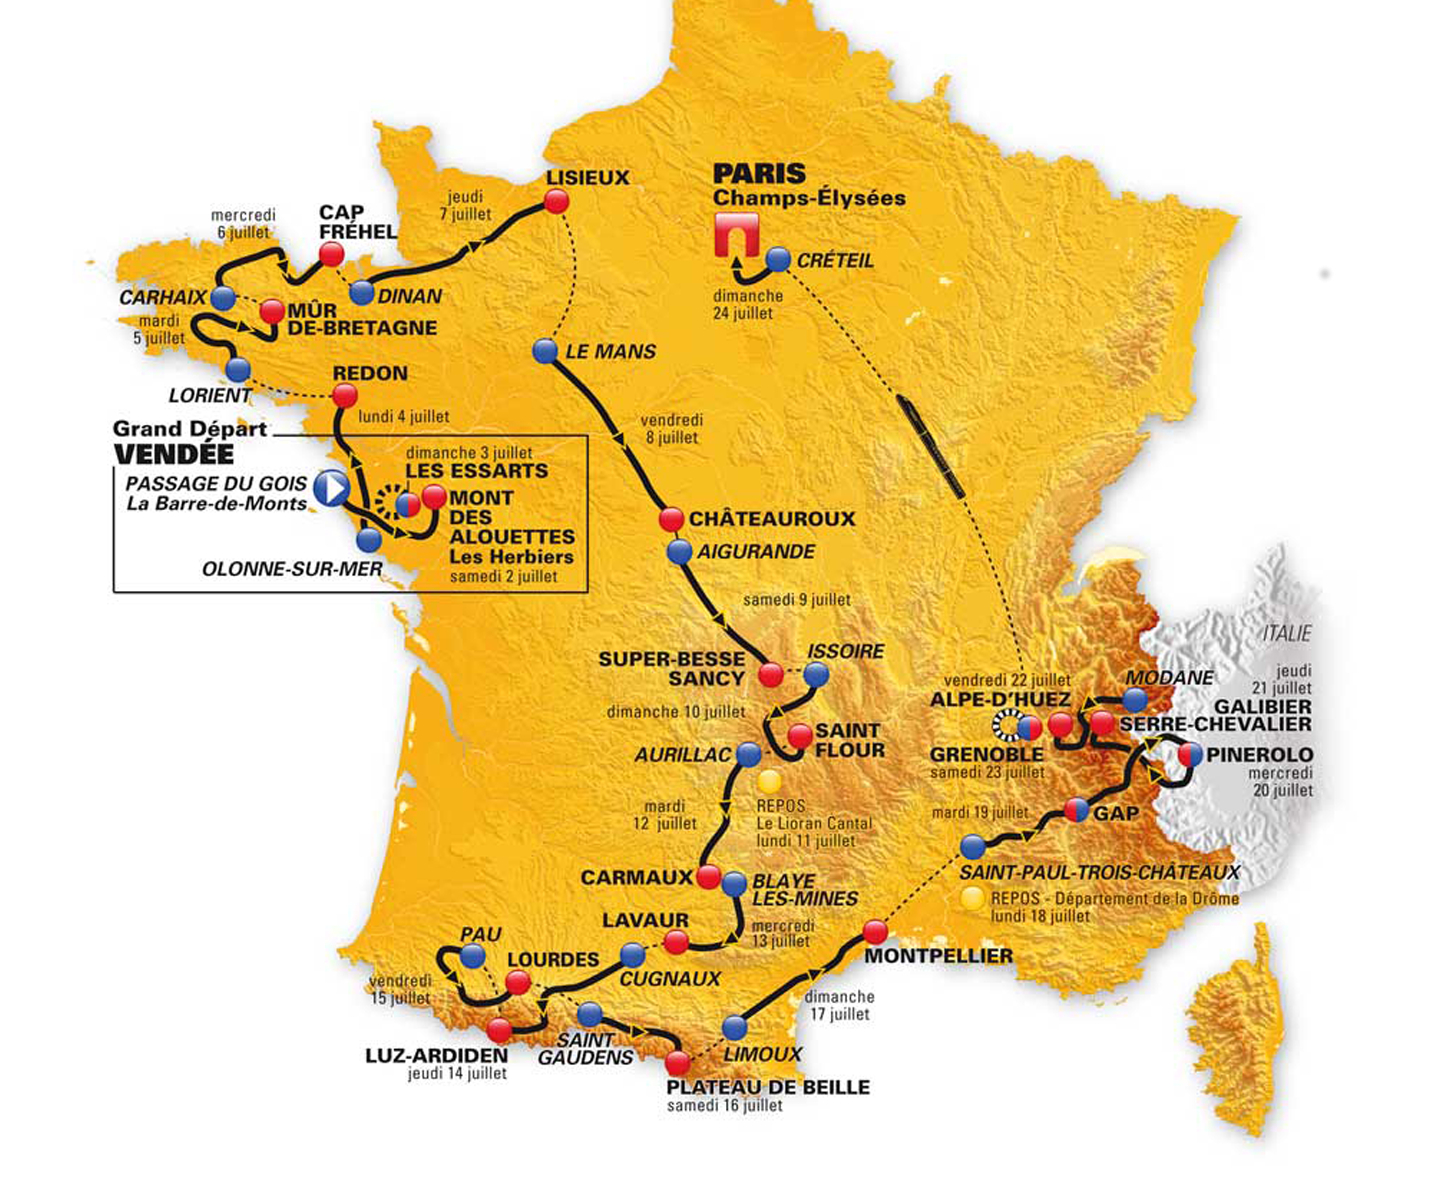 PARIS
Champs-Élysées
CRÉTEIL
dimanche
24 juillet
LISIEUX
jeudi
7 juillet
mercredi
6 juillet
CAP
FRÉHEL
CARHAIX
DINAN
MÛR
DE-BRETAGNE
mardi
5 juillet
LORIENT
REDON
lundi 4 juillet
LE MANS
vendredi
8 juillet
Grand Départ
VENDÉE
PASSAGE DU GOIS
La Barre-de-Monts
dimanche 3 juillet
LES ESSARTS
MONT
DES
ALOUETTES
Les Herbiers
samedi 2 juillet
OLONNE-SUR-MER
CHÂTEAUROUX
AIGURANDE
samedi 9 juillet
SUPER-BESSE
SANCY
ISSOIRE
dimanche 10 juillet
SAINT
FLOUR
AURILLAC
mardi
12 juillet
REPOS
Le Lioran Cantal
lundi 11 juillet
CARMAUX
BLAYE
LES-MINES
LAVAUR
mercredi
13 juillet
CUGNAUX
PAU
LOURDES
vendredi
15 juillet
LUZ-ARDIDEN
jeudi 14 juillet
SAINT
GAUDENS
PLATEAU DE BEILLE
samedi 16 juillet
LIMOUX
dimanche
17 juillet
MONTPELLIER
ITALIE
MODANE
jeudi
21 juillet
GALIBIER
SERRE-CHEVALIER
vendredi 22 juillet
ALPE-D'HUEZ
GRENOBLE
samedi 23 juillet
PINEROLO
mercredi
20 juillet
mardi 19 juillet
GAP
SAINT-PAUL-TROIS-CHÂTEAUX
REPOS - Département de la Drôme
lundi 18 juillet